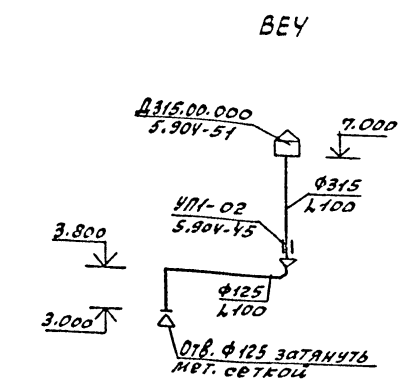 ВЕ4
Д315.00.000
5.904-51
7.000
Ф315
L100
УП1-02
5.904-45
3.800
Ф125
L100
3.000
Отв. Ф125 затянуть
мет. сеткой